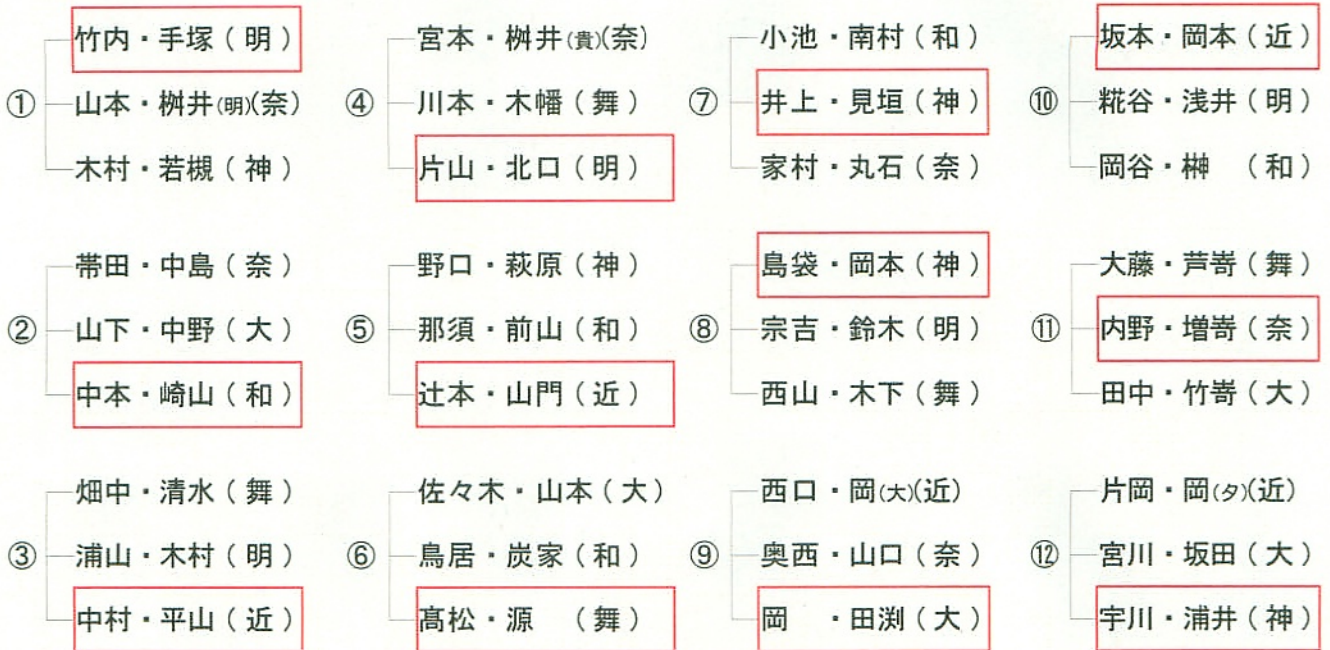 ① 竹内・手塚(明)
山本・桝井(明)(奈)
木村・若槻(神)
② 帯田・中島(奈)
山下・中野(大)
中本・崎山(和)
③ 畑中・清水(舞)
浦山・木村(明)
中村・平山(近)
④ 宮本・桝井(貴)(奈)
川本・木幡(舞)
片山・北口(明)
⑤ 野口・萩原(神)
那須・前山(和)
辻本・山門(近)
⑥ 佐々木・山本(大)
鳥居・炭家(和)
髙松・源 (舞)
⑦ 小池・南村(和)
井上・見垣(神)
家村・丸石(奈)
⑧ 島袋・岡本(神)
宗吉・鈴木(明)
西山・木下(舞)
⑨ 西口・岡(大)(近)
奥西・山口(奈)
岡 ・田渕(大)
⑩ 坂本・岡本(近)
糀谷・浅井(明)
岡谷・榊 (和)
⑪ 大藤・芦嵜(舞)
内野・増嵜(奈)
田中・竹嵜(大)
⑫ 片岡・岡(夕)(近)
宮川・坂田(大)
宇川・浦井(神)